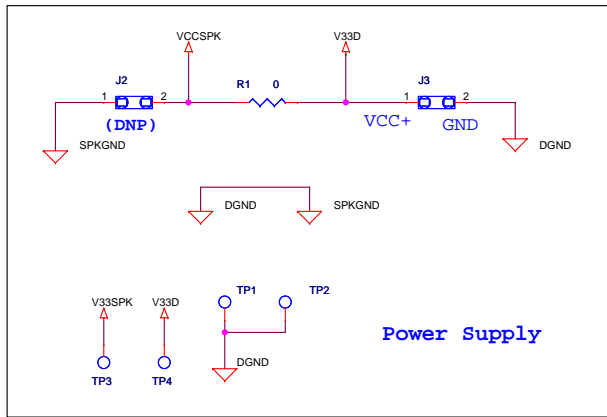 VCCSPK V33D
J2 R1 0 J3
1 2 1 2
(DNP) VCC+ GND
SPKGND DGND
DGND SPKGND
V33SPK V33D TP1 TP2
Power Supply
DGND
TP3 TP4